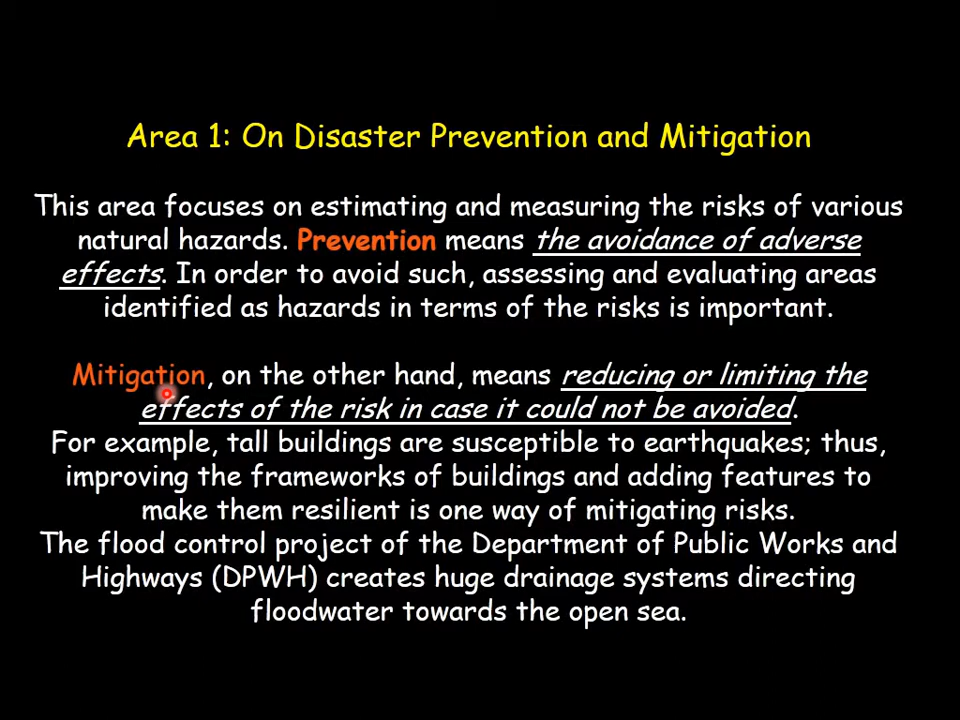 Area 1: On Disaster Prevention and Mitigation
This area focuses on estimating and measuring the risks of various
natural hazards. Prevention means the avoidance of adverse
effects. In order to avoid such, assessing and evaluating areas
identified as hazards in terms of the risks is important.
Mitigation, on the other hand, means reducing or limiting the
effects of the risk in case it could not be avoided.
For example, tall buildings are susceptible to earthquakes; thus,
improving the frameworks of buildings and adding features to
make them resilient is one way of mitigating risks.
The flood control project of the Department of Public Works and
Highways (DPWH) creates huge drainage systems directing
floodwater towards the open sea.